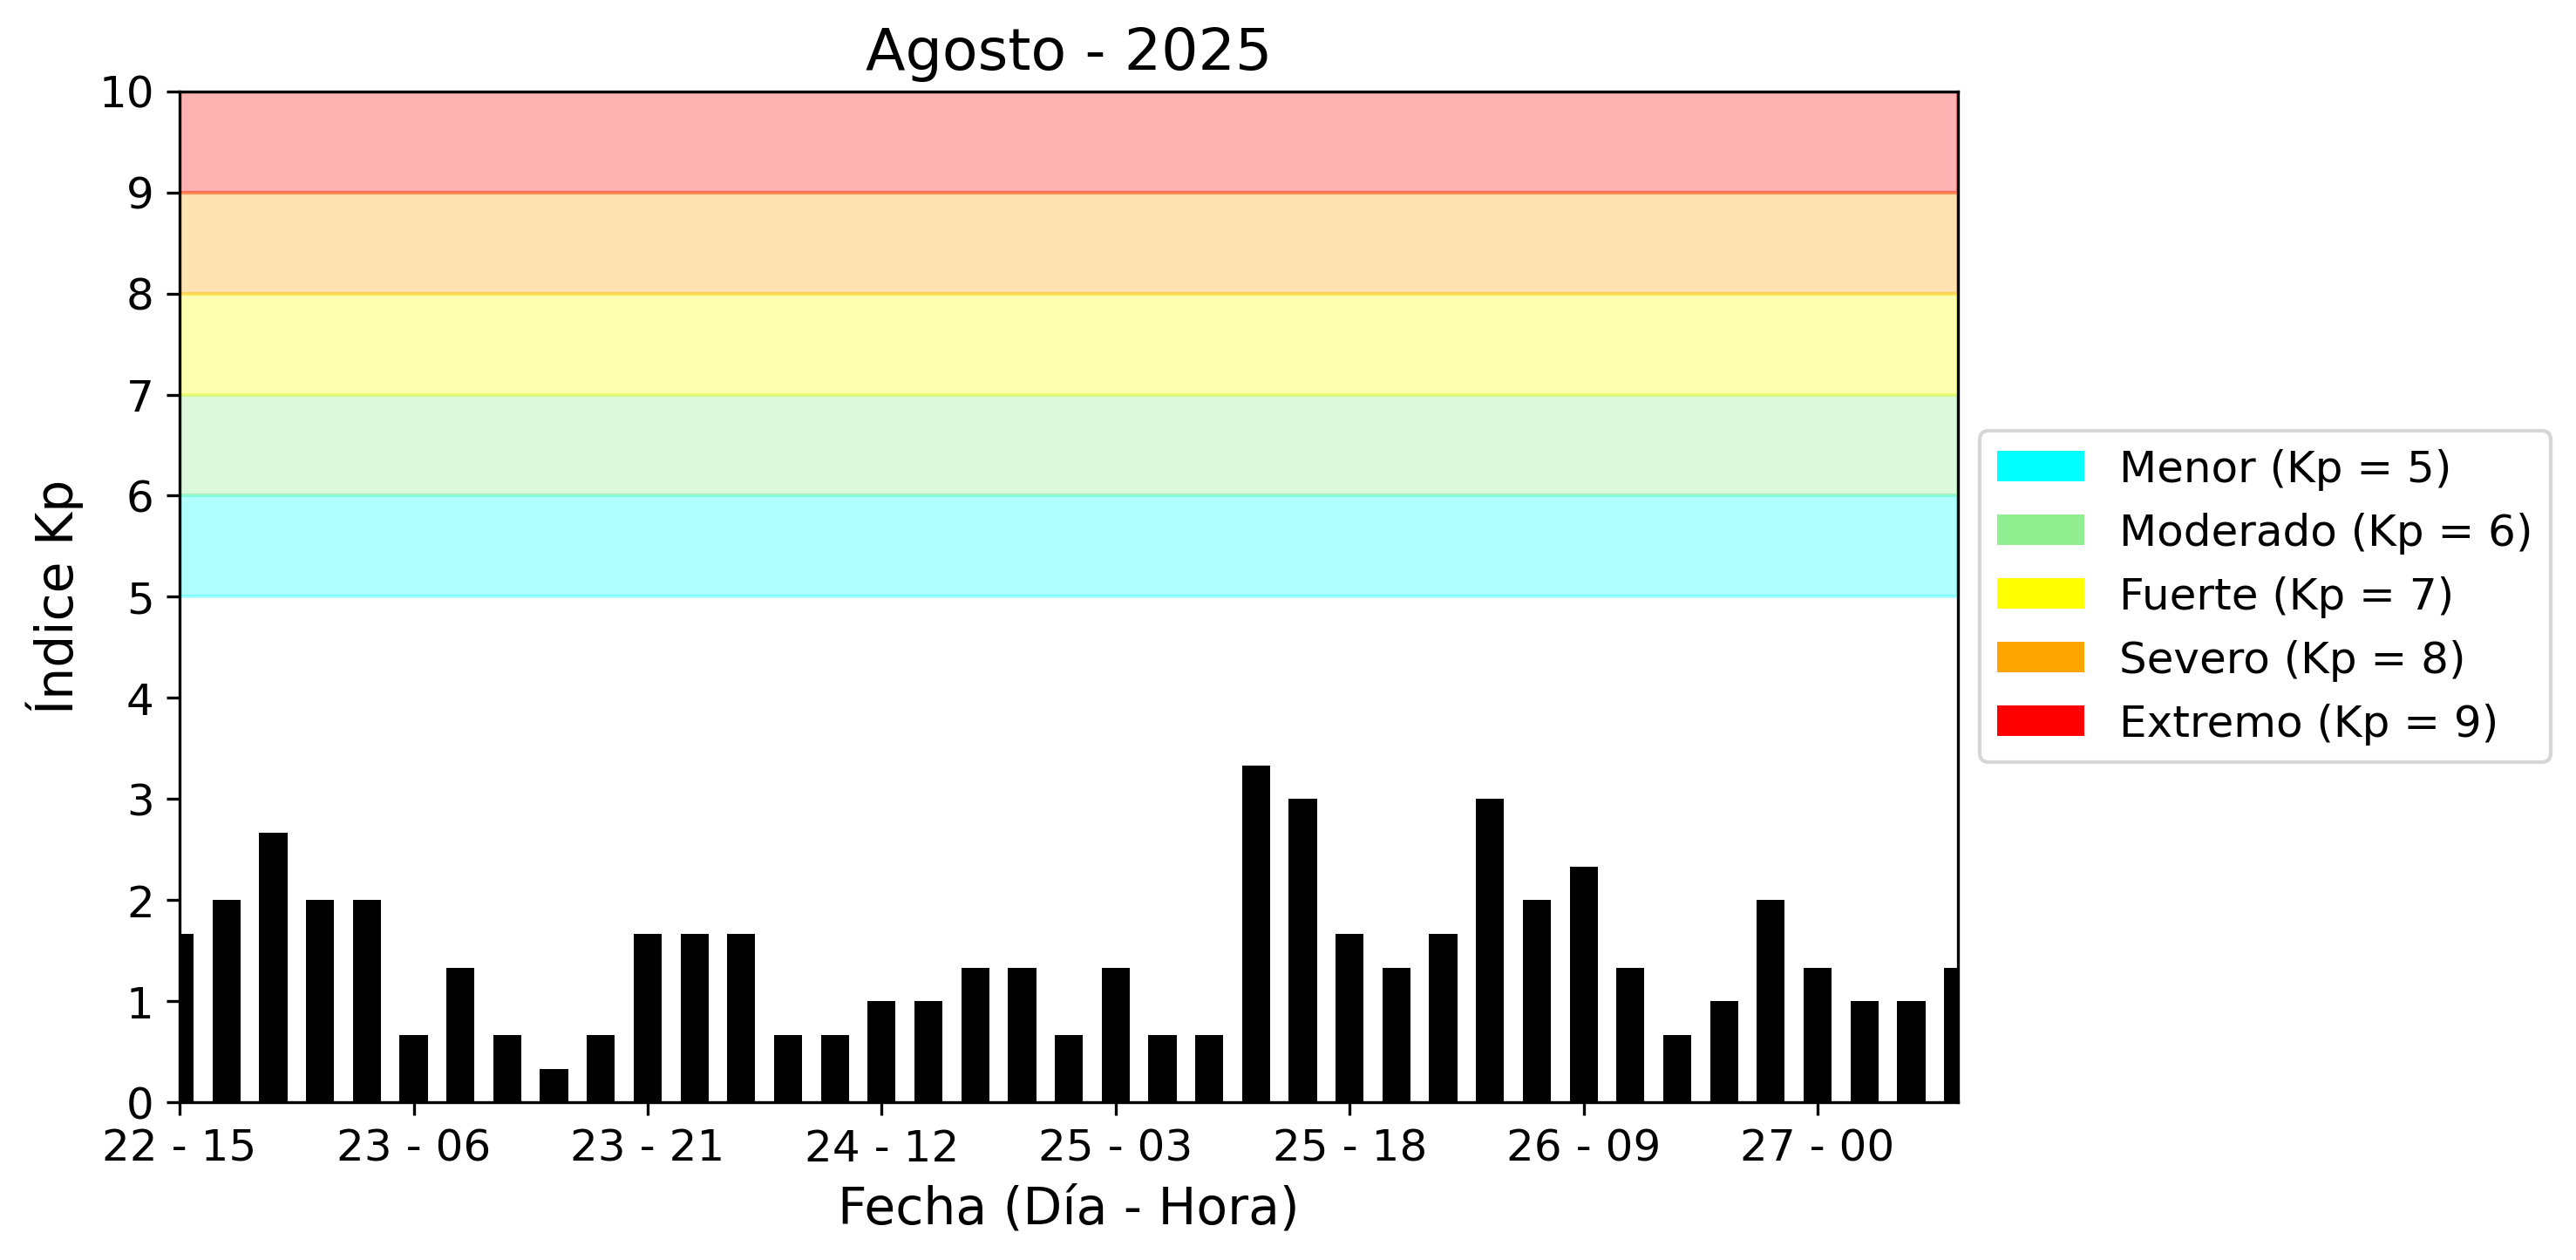 Agosto - 2025
10
9
8
7
6
5
4
3
2
1
0
Índice Kp
22 - 15
23 - 06
23 - 21
24 - 12
25 - 03
25 - 18
26 - 09
27 - 00
Fecha (Día - Hora)
Menor (Kp = 5)
Moderado (Kp = 6)
Fuerte (Kp = 7)
Severo (Kp = 8)
Extremo (Kp = 9)